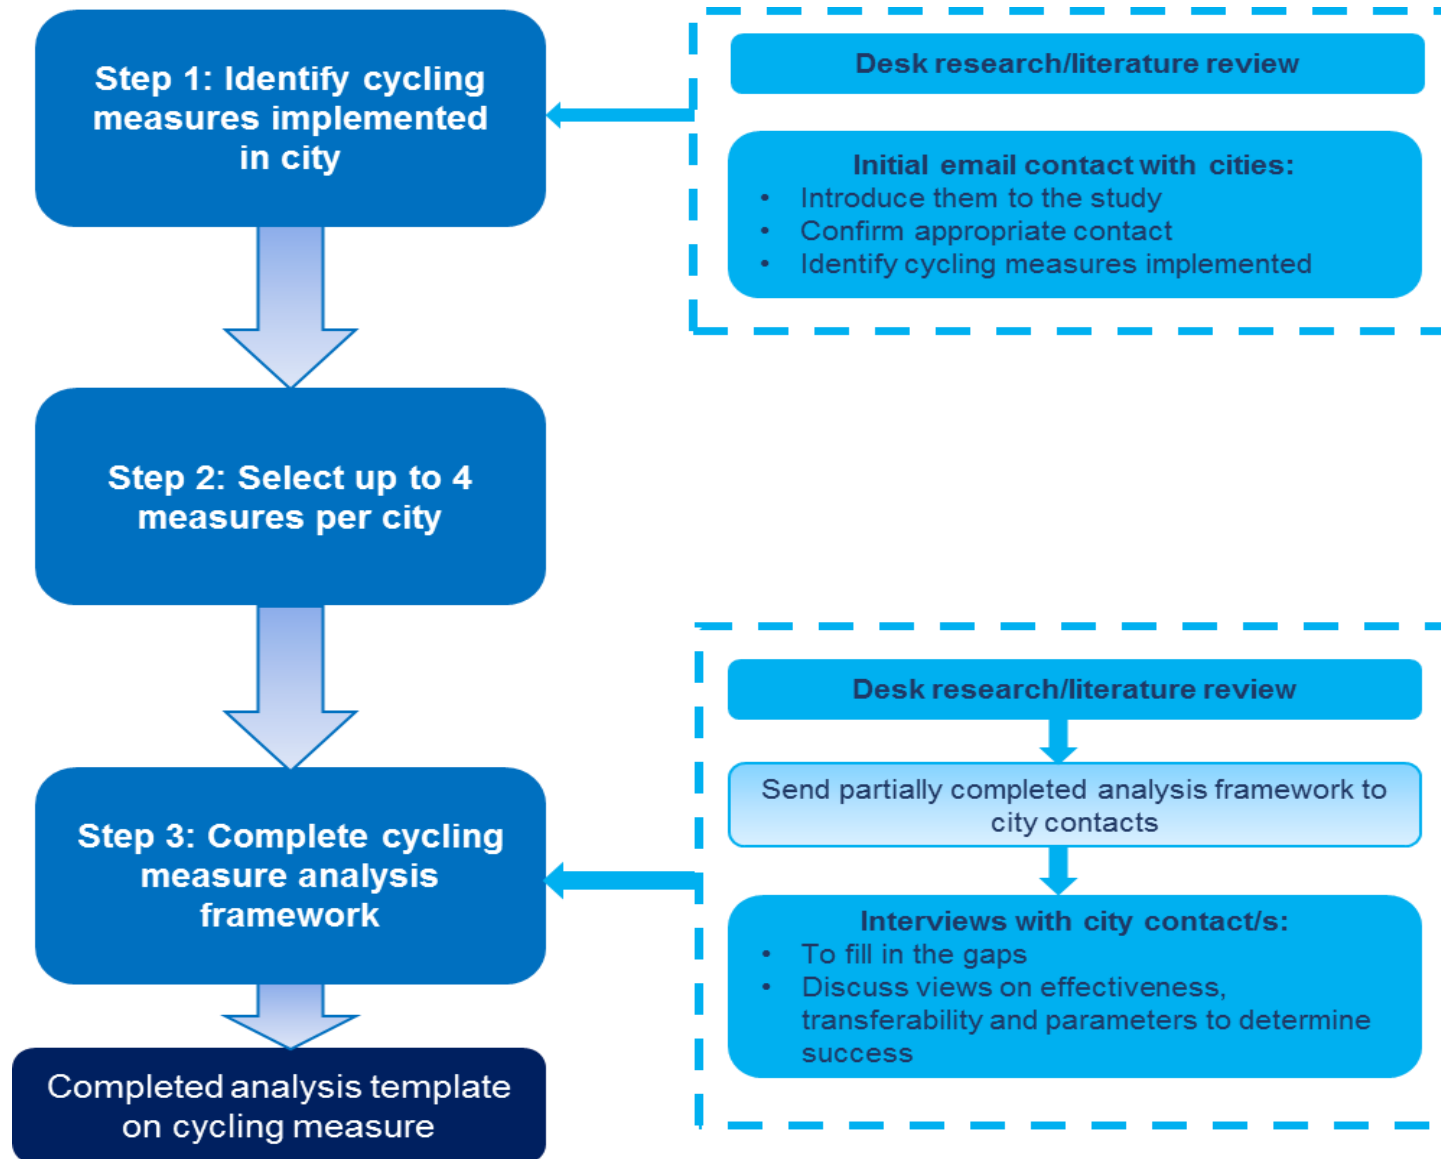 Step 1: Identify cycling
measures implemented
in city
Desk research/literature review
Initial email contact with cities:
• Introduce them to the study
• Confirm appropriate contact
• Identify cycling measures implemented
Step 2: Select up to 4
measures per city
Step 3: Complete cycling
measure analysis
framework
Desk research/literature review
Send partially completed analysis framework to
city contacts
Interviews with city contact/s:
• To fill in the gaps
• Discuss views on effectiveness,
transferability and parameters to determine
success
Completed analysis template
on cycling measure